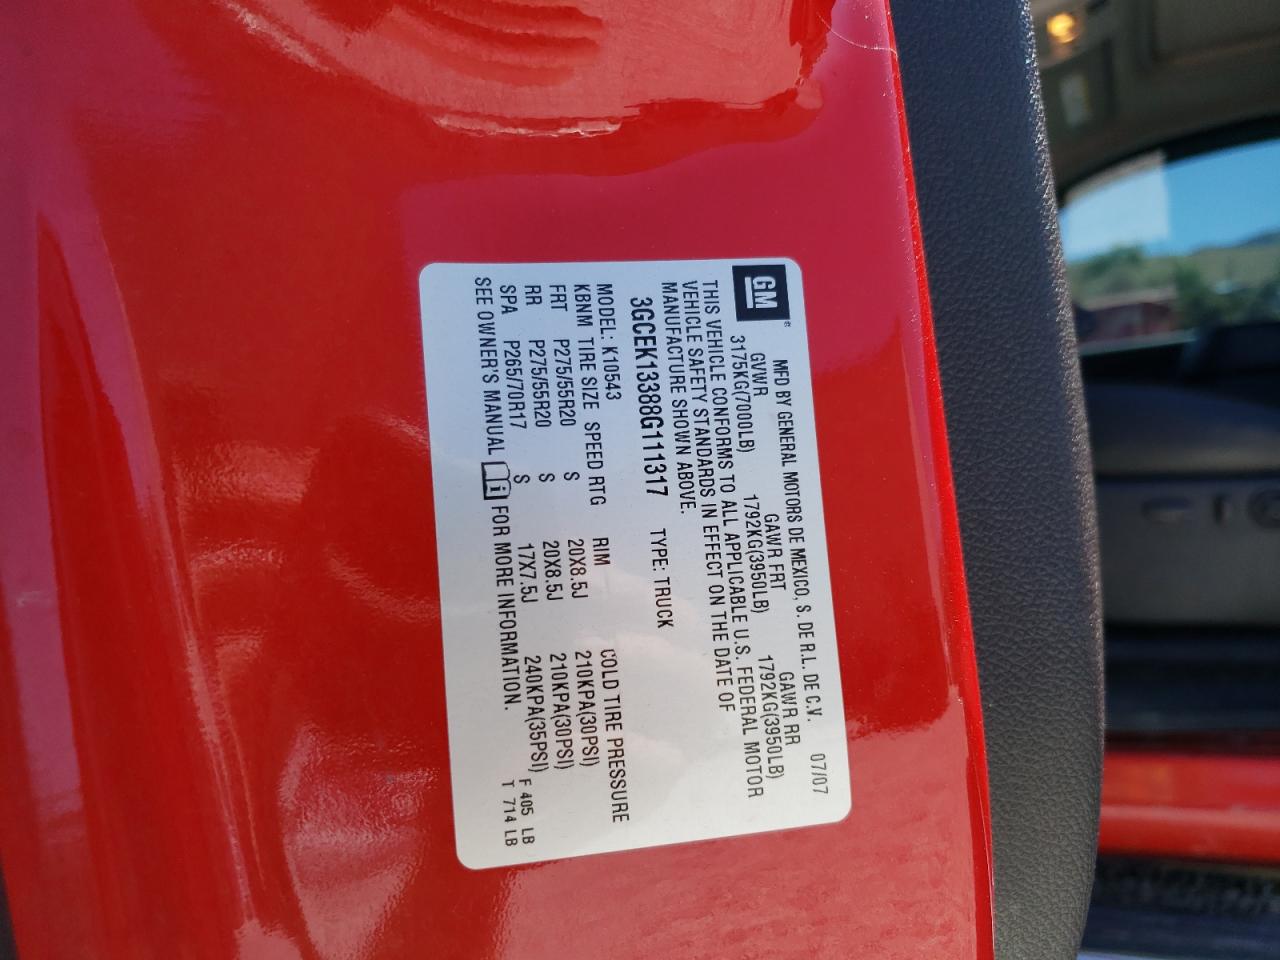 GM
MFD BY GENERAL MOTORS DE MEXICO, S. DE R.L. DE C.V. 07/07
GVWR GAWR FRT GAWR RR
3175KG(7000LB) 1792KG(3950LB) 1792KG(3950LB)
THIS VEHICLE CONFORMS TO ALL APPLICABLE U.S. FEDERAL MOTOR
VEHICLE SAFETY STANDARDS IN EFFECT ON THE DATE OF
MANUFACTURE SHOWN ABOVE.
3GCEK13388G111317 TYPE: TRUCK
MODEL: K10543
KBNM TIRE SIZE SPEED RTG RIM COLD TIRE PRESSURE
FRT P275/55R20 S 20X8.5J 210KPA(30PSI)
RR P275/55R20 S 20X8.5J 210KPA(30PSI)
SPA P265/70R17 S 17X7.5J 240KPA(35PSI)
SEE OWNER'S MANUAL i FOR MORE INFORMATION.
F 405 LB
T 714 LB